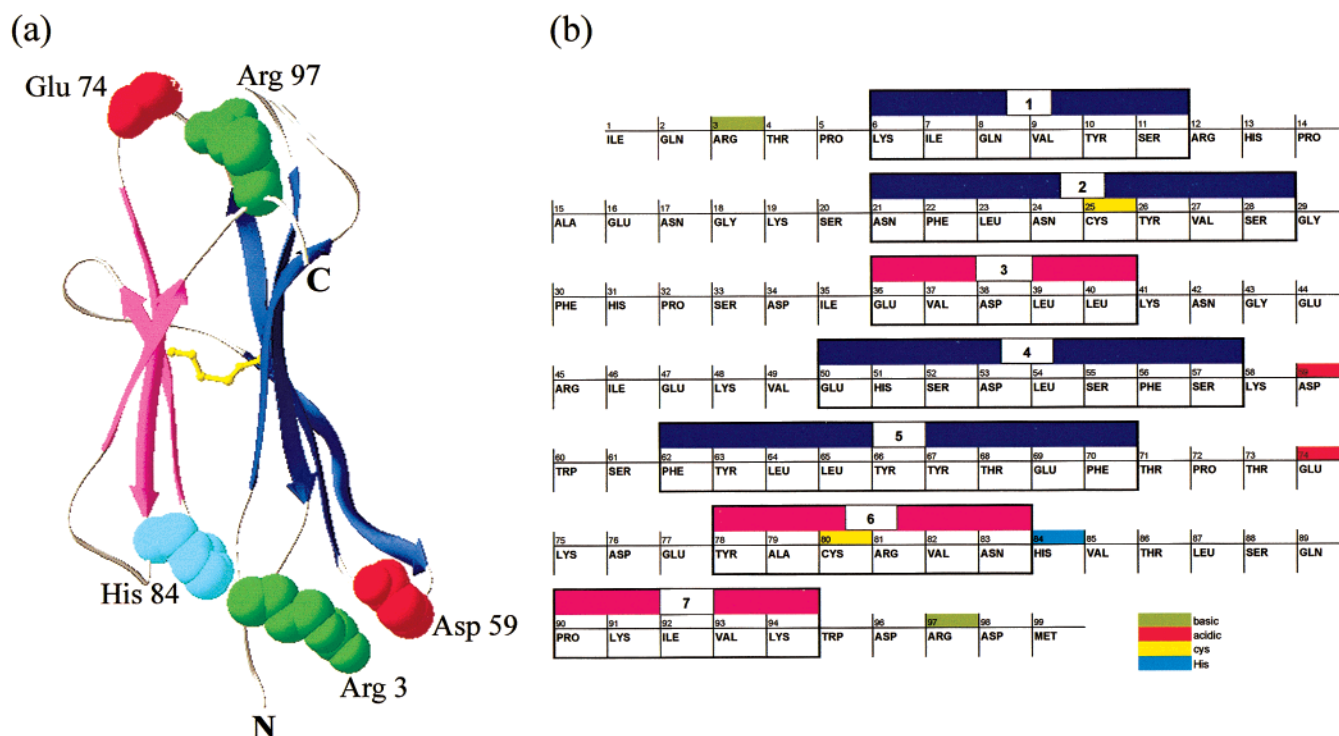 (a)
Glu 74
Arg 97
C
His 84
Asp 59
Arg 3
N
(b)
1
1 2 3 4 5 6 7 8 9 10 11 12 13 14
ILE GLN ARG THR PRO LYS ILE GLN VAL TYR SER ARG HIS PRO
2
15 16 17 18 19 20 21 22 23 24 25 26 27 28 29
ALA GLU ASN GLY LYS SER ASN PHE LEU ASN CYS TYR VAL SER GLY
3
30 31 32 33 34 35 36 37 38 39 40 41 42 43 44
PHE HIS PRO SER ASP ILE GLU VAL ASP LEU LEU LYS ASN GLY GLU
4
45 46 47 48 49 50 51 52 53 54 55 56 57 58 59
ARG ILE GLU LYS VAL GLU HIS SER ASP LEU SER PHE SER LYS ASP
5
60 61 62 63 64 65 66 67 68 69 70 71 72 73 74
TRP SER PHE TYR LEU LEU TYR TYR THR GLU PHE THR PRO THR GLU
6
75 76 77 78 79 80 81 82 83 84 85 86 87 88 89
LYS ASP GLU TYR ALA CYS ARG VAL ASN HIS VAL THR LEU SER GLN
7
90 91 92 93 94 96 97 98 99
PRO LYS ILE VAL LYS TRP ASP ARG ASP MET
basic
acidic
cys
His